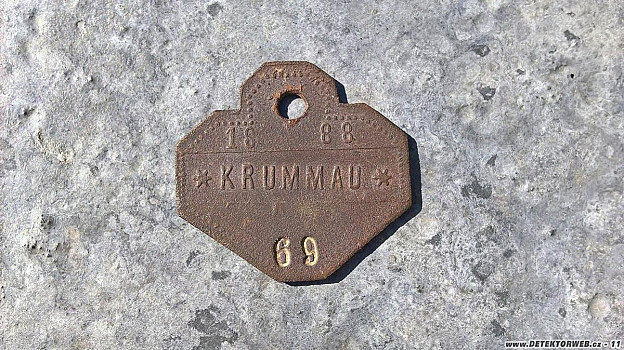 18 88
* KRUMMAU *
69
www.DETEKTORWEB.cz - 11